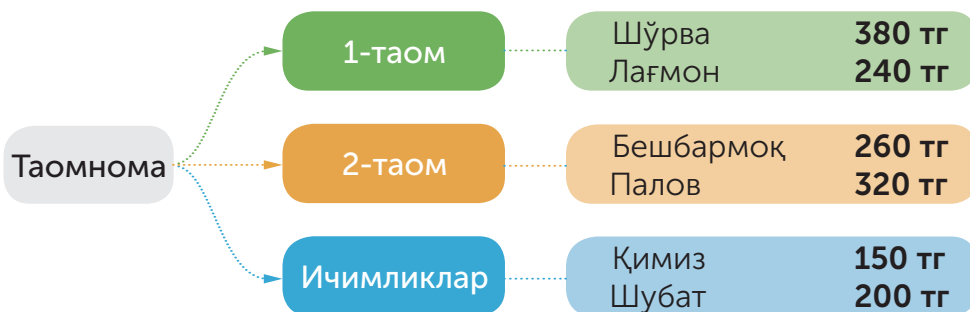 Таомнома
1-таом
Шўрва 380 тг
Лағмон 240 тг
2-таом
Бешбармоқ 260 тг
Палов 320 тг
Ичимликлар
Қимиз 150 тг
Шубат 200 тг